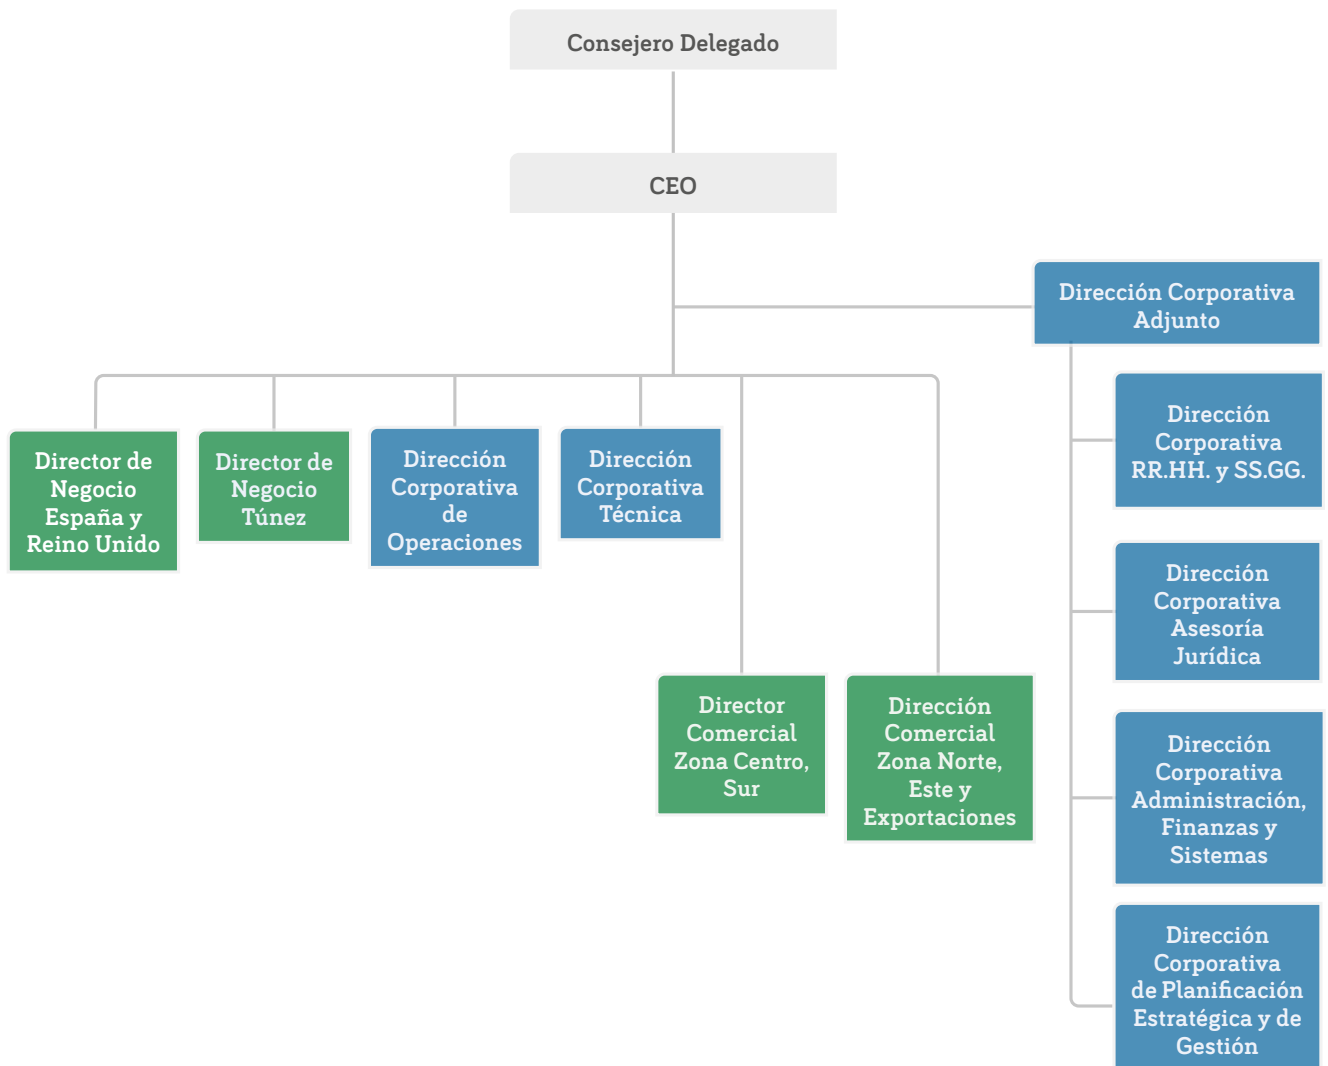 Consejero Delegado
CEO
Dirección Corporativa
Adjunto
Director de
Negocio
España y
Reino Unido
Director de
Negocio
Túnez
Dirección
Corporativa
de
Operaciones
Dirección
Corporativa
Técnica
Director
Comercial
Zona Centro,
Sur
Dirección
Comercial
Zona Norte,
Este y
Exportaciones
Dirección
Corporativa
RR.HH. y SS.GG.
Dirección
Corporativa
Asesoría
Jurídica
Dirección
Corporativa
Administración,
Finanzas y
Sistemas
Dirección
Corporativa
de Planificación
Estratégica y de
Gestión